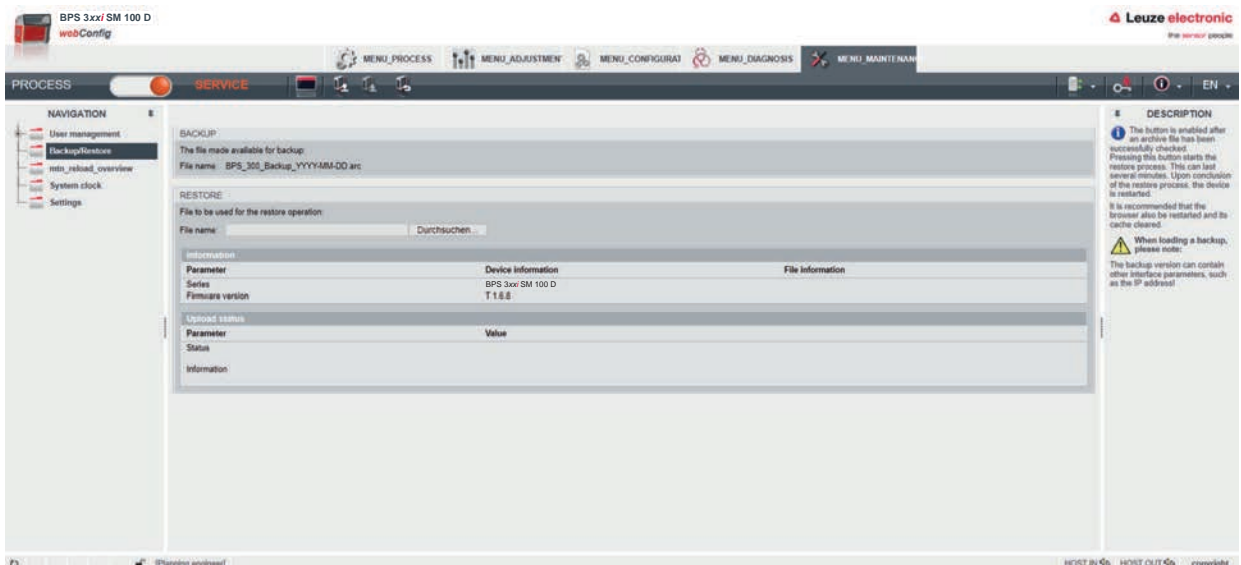 BPS 3xxi SM 100 D
webConfig
Leuze electronic
the sensor people
MENU_PROCESS
MENU_ADJUSTMEN
MENU_CONFIGURAT
MENU_DIAGNOSIS
MENU_MAINTENAN
PROCESS
SERVICE
EN
NAVIGATION
User management
Backup/Restore
mtn_reload_overview
System clock
Settings
BACKUP
The file made available for backup:
File name: BPS_300_Backup_YYYY-MM-DD.arc
RESTORE
File to be used for the restore operation:
File name:
Durchsuchen...
Information
Parameter Device information File information
Series BPS 3xxi SM 100 D
Firmware version T 1.6.8
Upload status
Parameter Value
Status
Information
DESCRIPTION
The button is enabled after
an archive file has been
successfully checked.
Pressing this button starts the
restore process. This can last
several minutes. Upon conclusion
of the restore process, the device
is restarted.
It is recommended that the
browser also be restarted and its
cache cleared.
When loading a backup,
please note:
The backup version can contain
other interface parameters, such
as the IP address!
[Planning engineer]
HOST IN
HOST OUT
copyright